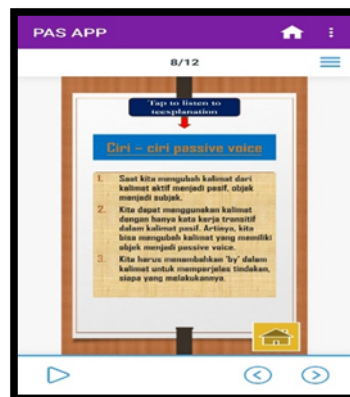 PAS APP
8/12
Tap to listen to
teesplanation
Ciri – ciri passive voice
1. Saat kita mengubah kalimat dari
kalimat aktif menjadi pasif, objek
menjadi subjek.
2. Kita dapat menggunakan kalimat
dengan hanya kata kerja transitif
dalam kalimat pasif. Artinya, kita
bisa mengubah kalimat yang memiliki
objek menjadi passive voice.
3. Kita harus menambahkan 'by' dalam
kalimat untuk memperjelas tindakan,
siapa yang melakukannya.